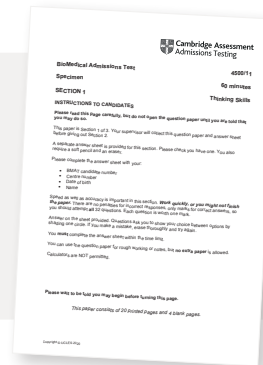 Cambridge Assessment
Admissions Testing
BioMedical Admissions Test
4500/11
Specimen
60 minutes
SECTION 1
Thinking Skills
INSTRUCTIONS TO CANDIDATES
Please read this page carefully, but do not open the question paper until you are told that
you may do so.
This paper is Section 1 of 3. Your supervisor will collect this question paper and answer sheet
before giving out Section 2.
A separate answer sheet is provided for this section. Please check you have one. You also
require a soft pencil and an eraser.
Please complete the answer sheet with your:
• BMAT candidate number
• Centre number
• Date of birth
• Name
Speed as well as accuracy is important in this section. Work quickly, or you might not finish
the paper. There are no penalties for incorrect responses, only marks for correct answers, so
you should attempt all 32 questions. Each question is worth one mark.
Answer on the sheet provided. Questions ask you to show your choice between options by
shading one circle. If you make a mistake, erase thoroughly and try again.
You must complete the answer sheet within the time limit.
You can use the question paper for rough working or notes, but no extra paper is allowed.
Calculators are NOT permitted.
Please wait to be told you may begin before turning this page.
This paper consists of 20 printed pages and 4 blank pages.